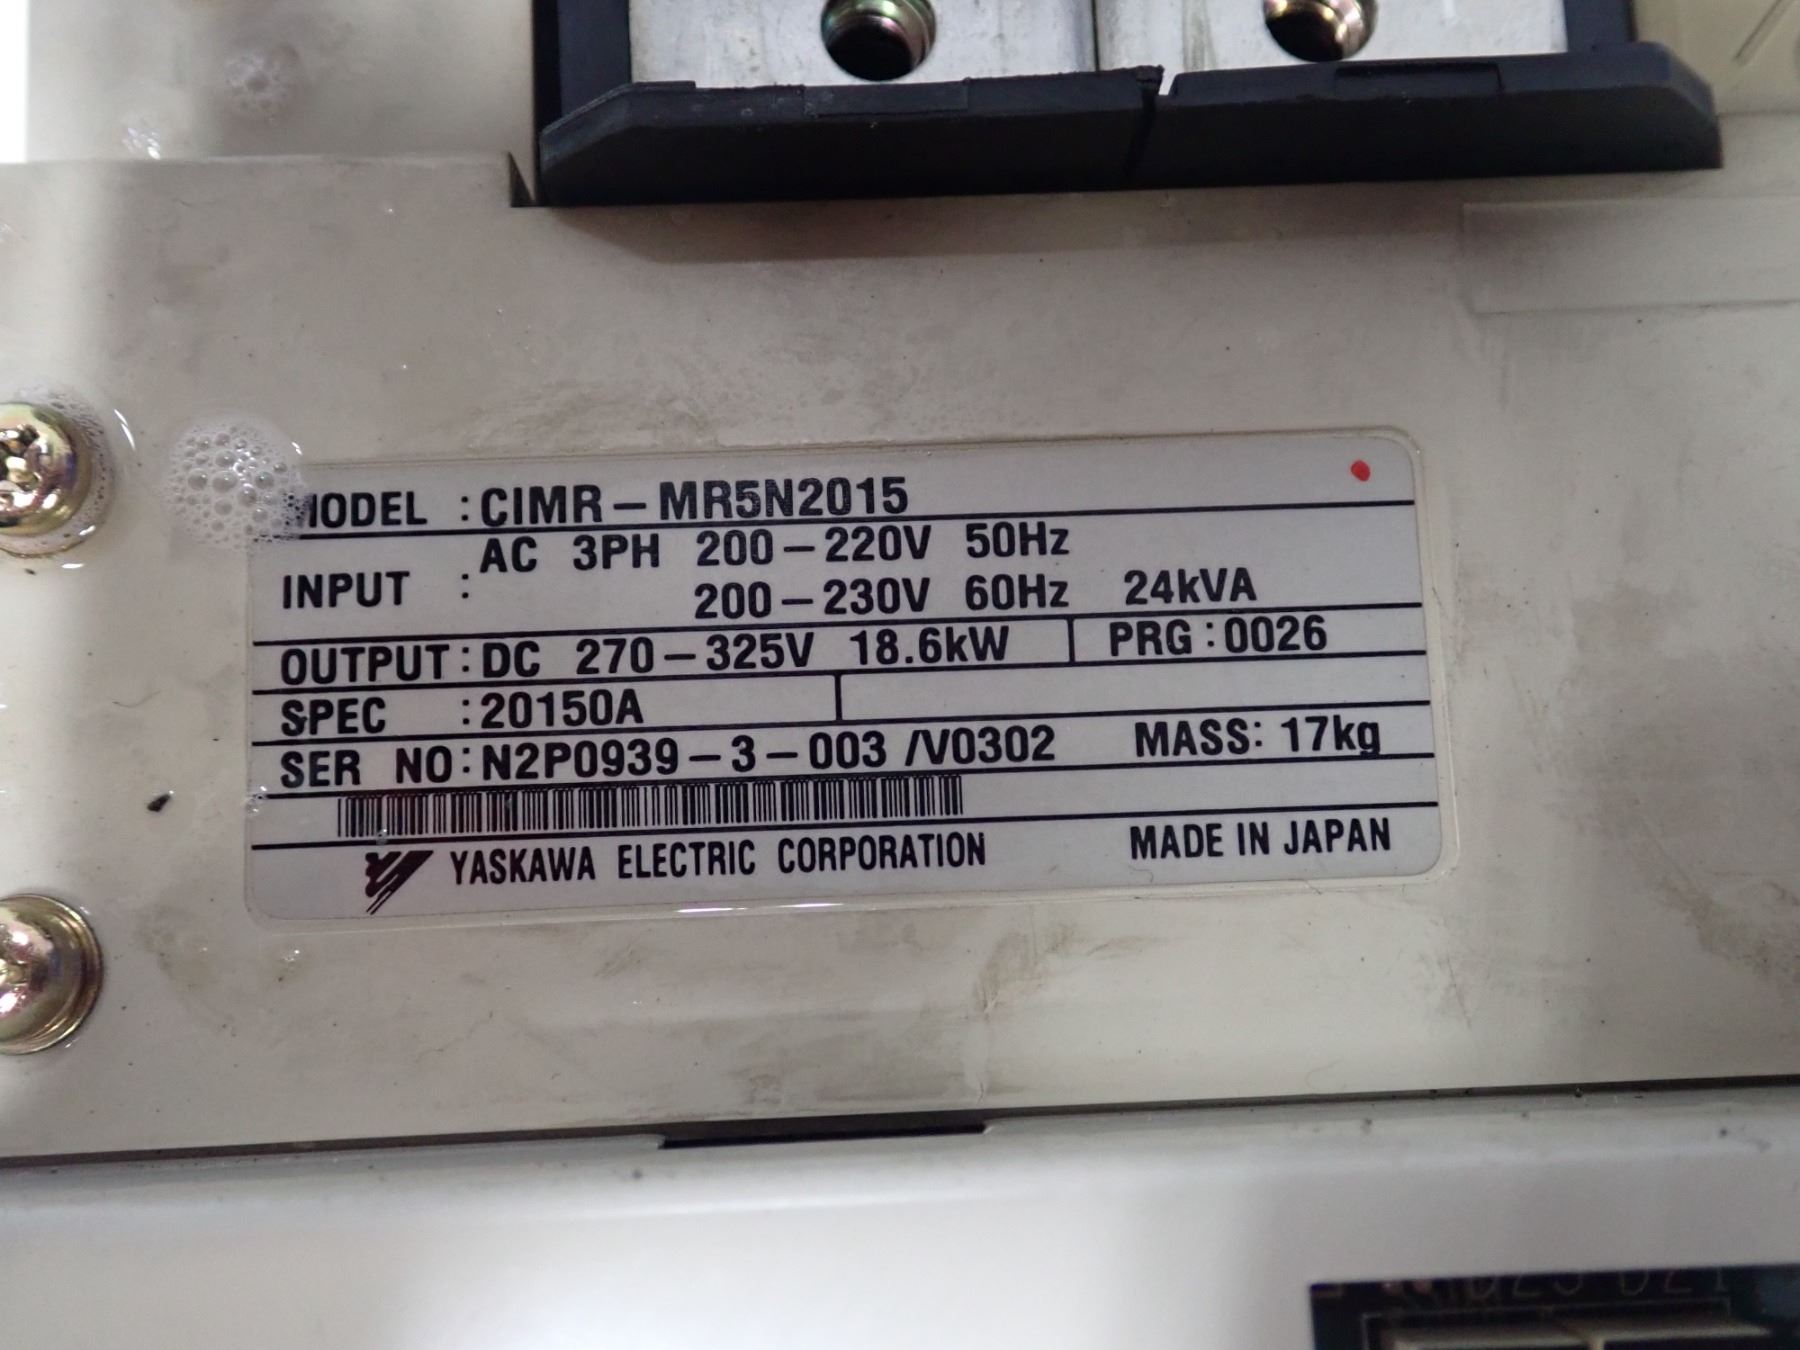 MODEL : CIMR-MR5N2015
INPUT : AC 3PH 200-220V 50Hz
200-230V 60Hz 24kVA
OUTPUT : DC 270-325V 18.6kW PRG : 0026
SPEC : 20150A
SER NO : N2P0939-3-003 /V0302 MASS: 17kg
YASKAWA ELECTRIC CORPORATION MADE IN JAPAN